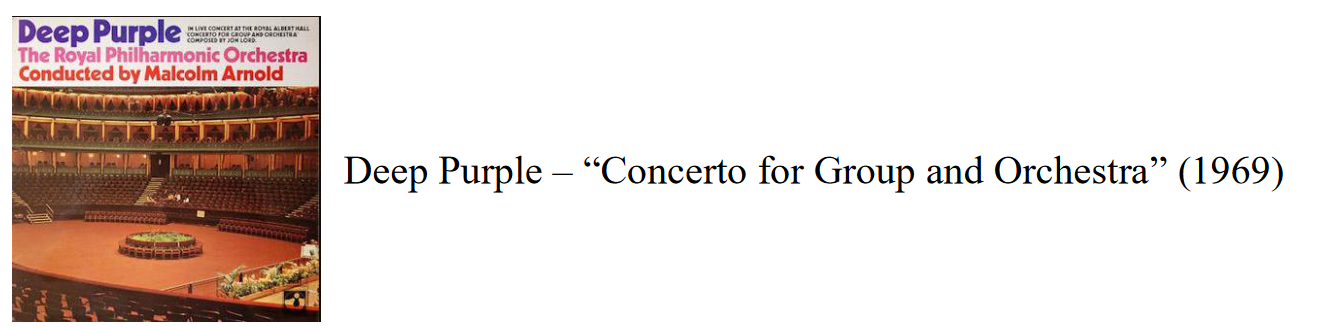 Deep Purple
IN LIVE CONCERT AT THE ROYAL ALBERT HALL
'CONCERTO FOR GROUP AND ORCHESTRA'
COMPOSED BY JON LORD.
The Royal Philharmonic Orchestra
Conducted by Malcolm Arnold
Deep Purple – “Concerto for Group and Orchestra” (1969)